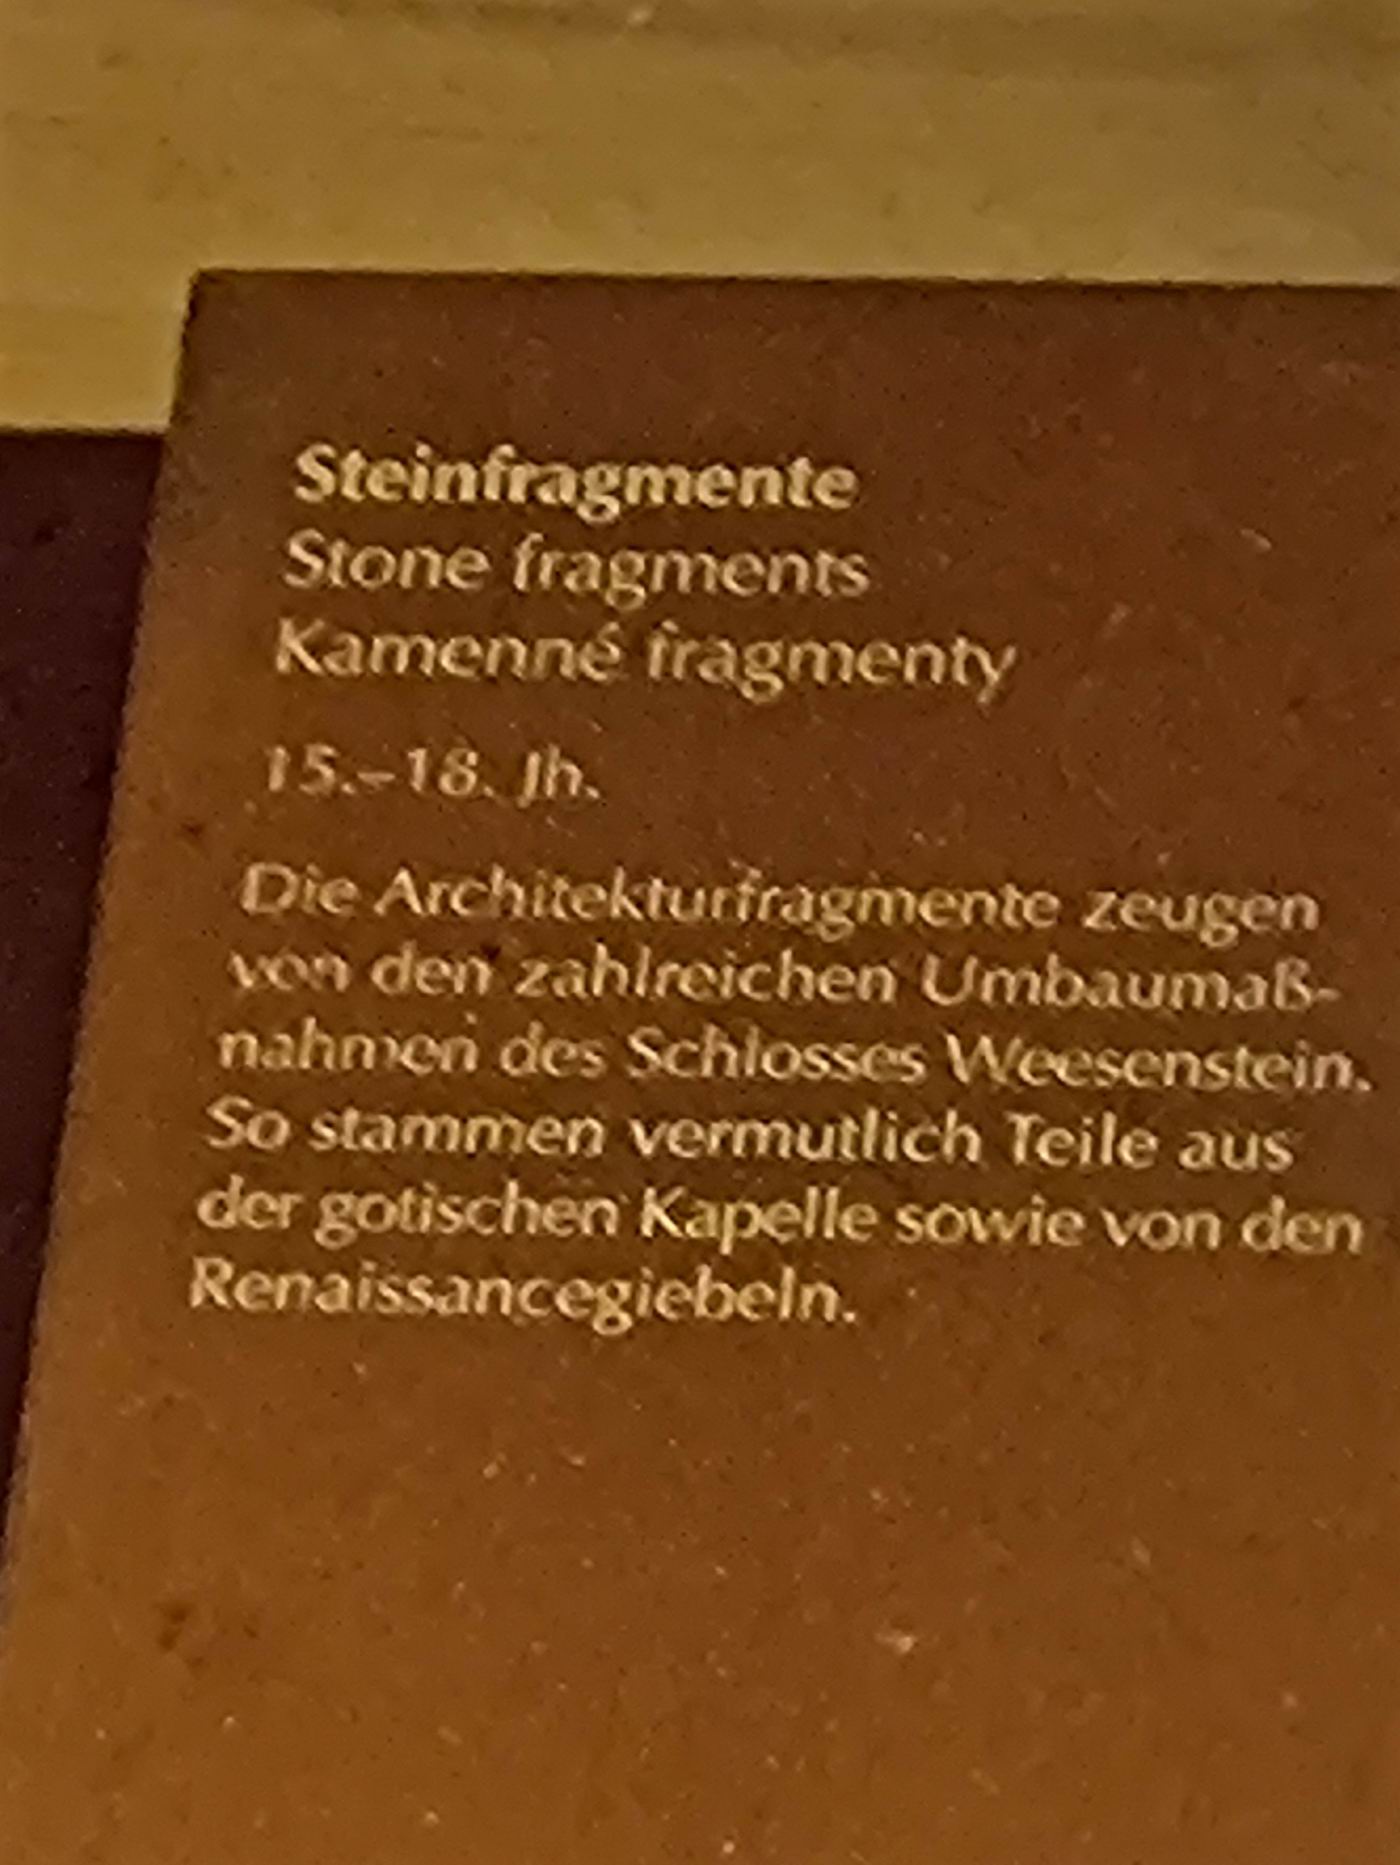 Steinfragmente
Stone fragments
Kamenné fragmenty
15.–18. Jh.
Die Architekturfragmente zeugen
von den zahlreichen Umbaumaß-
nahmen des Schlosses Weesenstein.
So stammen vermutlich Teile aus
der gotischen Kapelle sowie von den
Renaissancegiebeln.